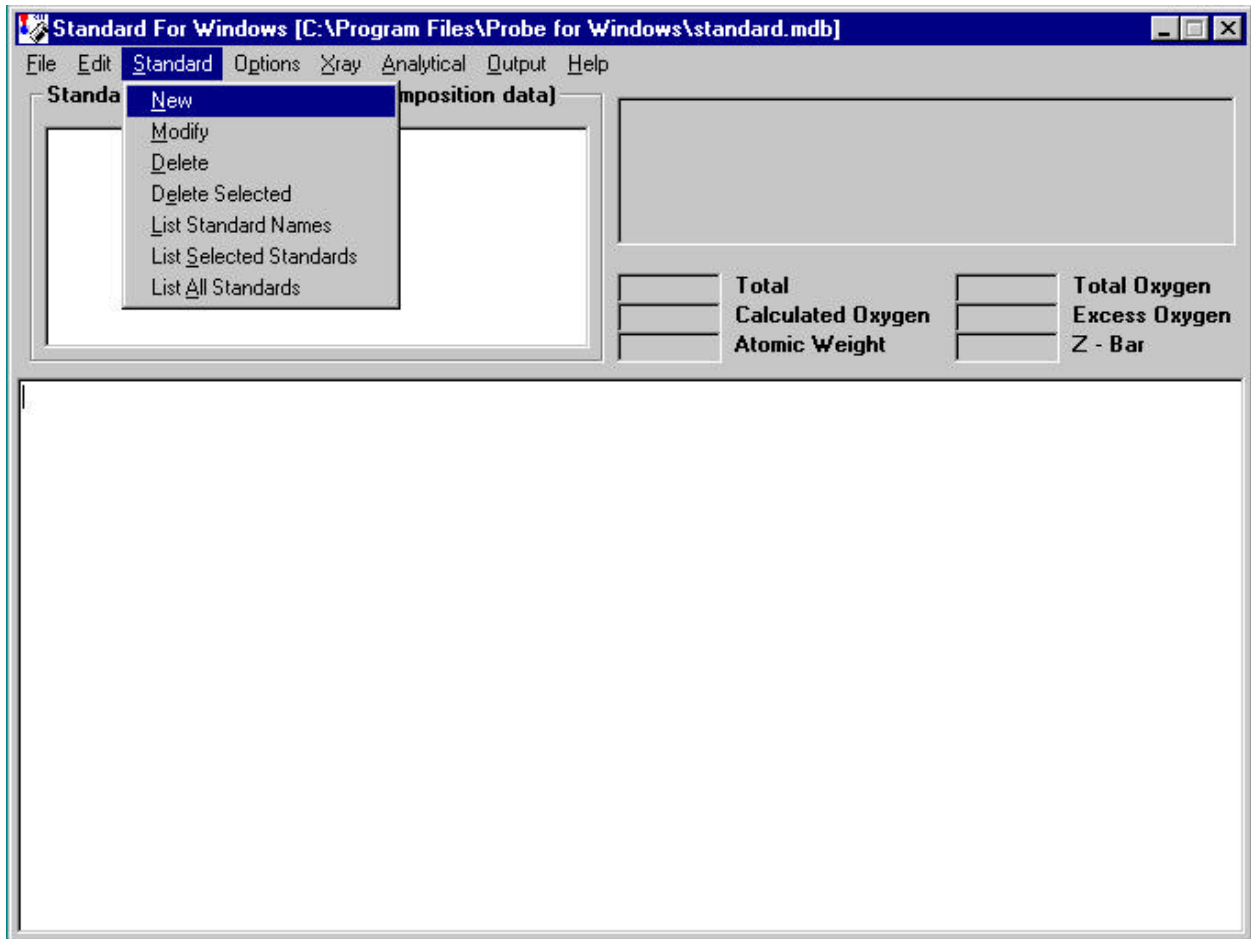 Standard For Windows [C:\Program Files\Probe for Windows\standard.mdb]
File Edit Standard Options Xray Analytical Output Help
Standa mposition data)
New
Modify
Delete
Delete Selected
List Standard Names
List Selected Standards
List All Standards
Total Total Oxygen
Calculated Oxygen Excess Oxygen
Atomic Weight Z - Bar